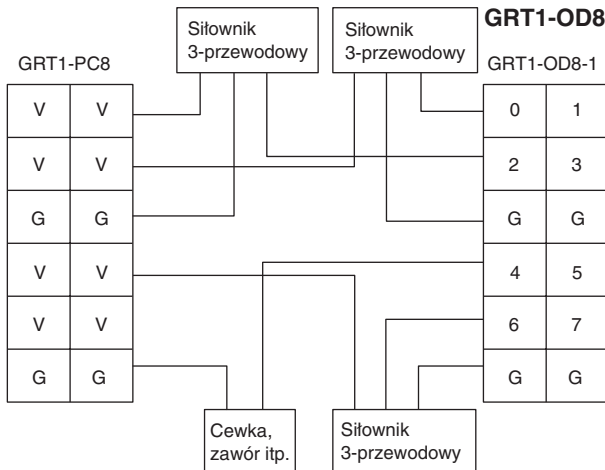 GRT1-OD8
Siłownik
3-przewodowy
Siłownik
3-przewodowy
GRT1-PC8
GRT1-OD8-1
V V
V V
G G
V V
V V
G G
0 1
2 3
G G
4 5
6 7
G G
Cewka,
zawór itp.
Siłownik
3-przewodowy